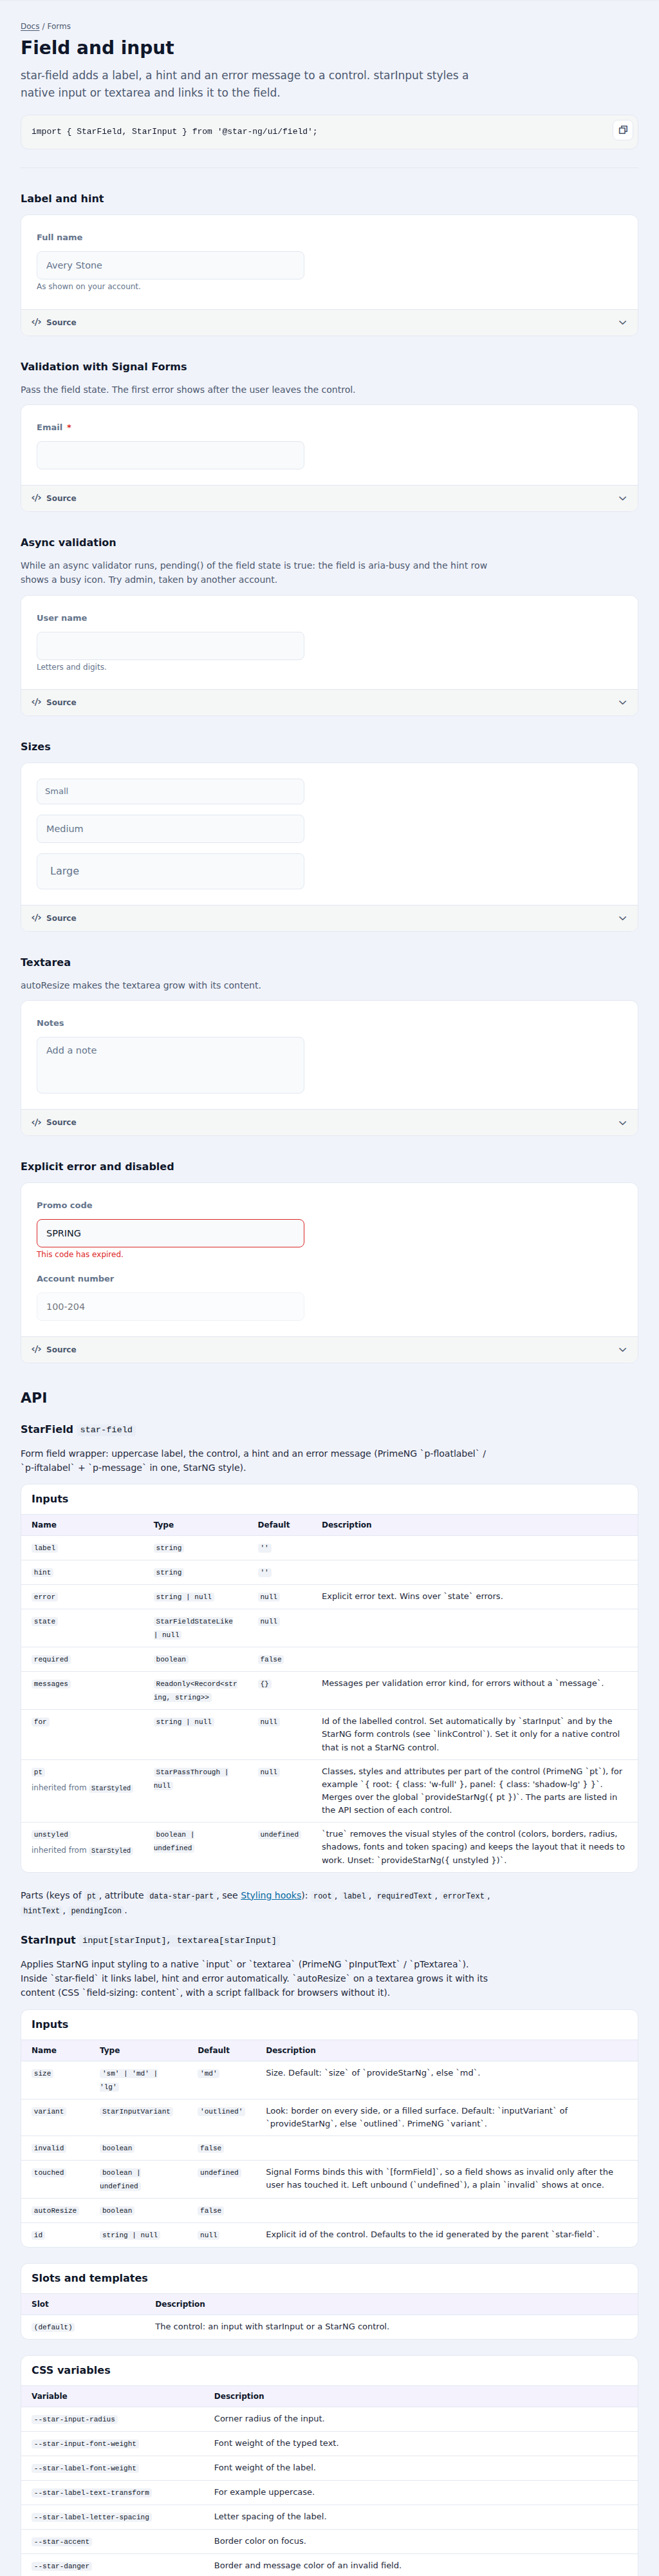 Docs / Forms
Field and input
star-field adds a label, a hint and an error message to a control. starInput styles a
native input or textarea and links it to the field.
import { StarField, StarInput } from '@star-ng/ui/field';
Label and hint
Full name
Avery Stone
As shown on your account.
</> Source
Validation with Signal Forms
Pass the field state. The first error shows after the user leaves the control.
Email *
</> Source
Async validation
While an async validator runs, pending() of the field state is true: the field is aria-busy and the hint row
shows a busy icon. Try admin, taken by another account.
User name
Letters and digits.
</> Source
Sizes
Small
Medium
Large
</> Source
Textarea
autoResize makes the textarea grow with its content.
Notes
Add a note
</> Source
Explicit error and disabled
Promo code
SPRING
This code has expired.
Account number
100-204
</> Source
API
StarField star-field
Form field wrapper: uppercase label, the control, a hint and an error message (PrimeNG `p-floatlabel` /
`p-iftalabel` + `p-message` in one, StarNG style).
Inputs
Name Type Default Description
label string ''
hint string ''
error string | null null Explicit error text. Wins over `state` errors.
state StarFieldStateLike null
| null
required boolean false
messages Readonly<Record<str {} Messages per validation error kind, for errors without a `message`.
ing, string>>
for string | null null Id of the labelled control. Set automatically by `starInput` and by the
StarNG form controls (see `linkControl`). Set it only for a native control
that is not a StarNG control.
pt StarPassThrough | null Classes, styles and attributes per part of the control (PrimeNG `pt`), for
inherited from StarStyled null example `{ root: { class: 'w-full' }, panel: { class: 'shadow-lg' } }`.
Merges over the global `provideStarNg({ pt })`. The parts are listed in
the API section of each control.
unstyled boolean | undefined `true` removes the visual styles of the control (colors, borders, radius,
inherited from StarStyled undefined shadows, fonts and token spacing) and keeps the layout that it needs to
work. Unset: `provideStarNg({ unstyled })`.
Parts (keys of pt, attribute data-star-part, see Styling hooks): root, label, requiredText, errorText,
hintText, pendingIcon.
StarInput input[starInput], textarea[starInput]
Applies StarNG input styling to a native `input` or `textarea` (PrimeNG `pInputText` / `pTextarea`).
Inside `star-field` it links label, hint and error automatically. `autoResize` on a textarea grows it with its
content (CSS `field-sizing: content`, with a script fallback for browsers without it).
Inputs
Name Type Default Description
size 'sm' | 'md' | 'md' Size. Default: `size` of `provideStarNg`, else `md`.
'lg'
variant StarInputVariant 'outlined' Look: border on every side, or a filled surface. Default: `inputVariant` of
`provideStarNg`, else `outlined`. PrimeNG `variant`.
invalid boolean false
touched boolean | undefined Signal Forms binds this with `[formField]`, so a field shows as invalid only after the
undefined user has touched it. Left unbound (`undefined`), a plain `invalid` shows at once.
autoResize boolean false
id string | null null Explicit id of the control. Defaults to the id generated by the parent `star-field`.
Slots and templates
Slot Description
(default) The control: an input with starInput or a StarNG control.
CSS variables
Variable Description
--star-input-radius Corner radius of the input.
--star-input-font-weight Font weight of the typed text.
--star-label-font-weight Font weight of the label.
--star-label-text-transform For example uppercase.
--star-label-letter-spacing Letter spacing of the label.
--star-accent Border color on focus.
--star-danger Border and message color of an invalid field.